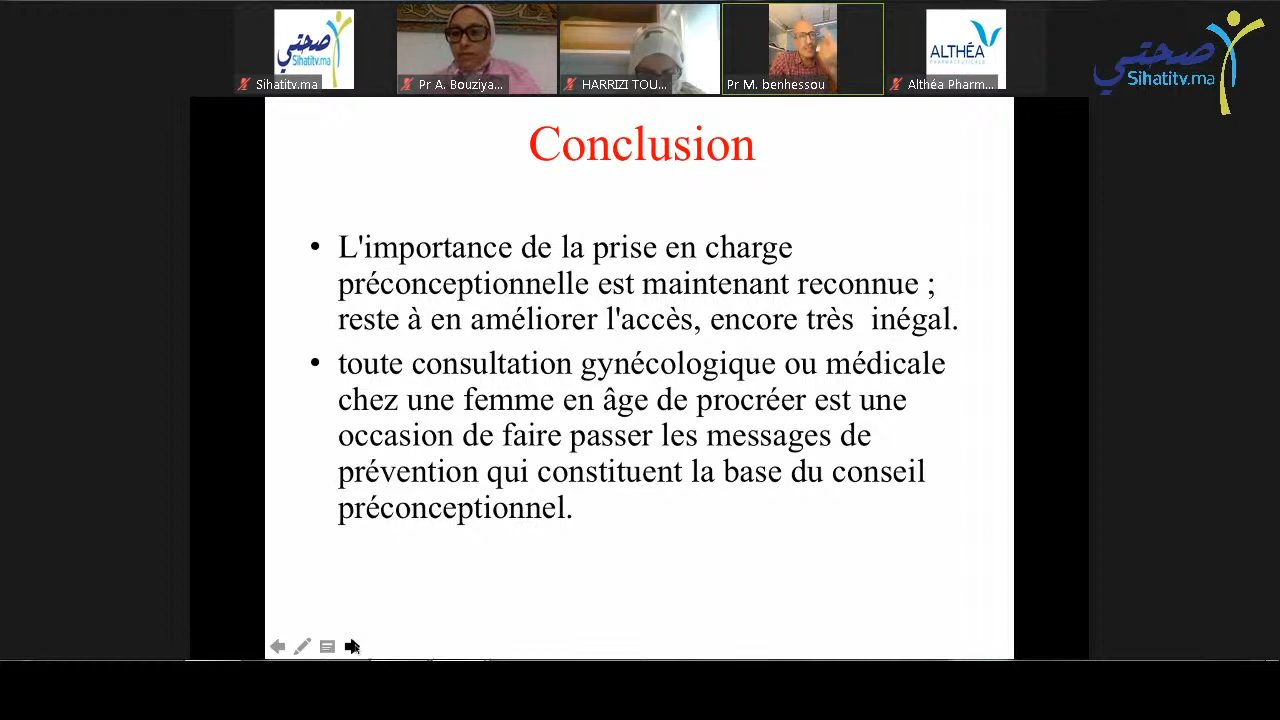 صحتي
Sihatitv.ma
ALTHÉA
PHARMACEUTICALS
صحتي
Sihatitv.ma
Sihatitv.ma
Pr A. Bouziya...
HARRIZI TOU...
Pr M. benhessou
Althéa Pharm...
Conclusion
• L'importance de la prise en charge
préconceptionnelle est maintenant reconnue ;
reste à en améliorer l'accès, encore très inégal.
• toute consultation gynécologique ou médicale
chez une femme en âge de procréer est une
occasion de faire passer les messages de
prévention qui constituent la base du conseil
préconceptionnel.